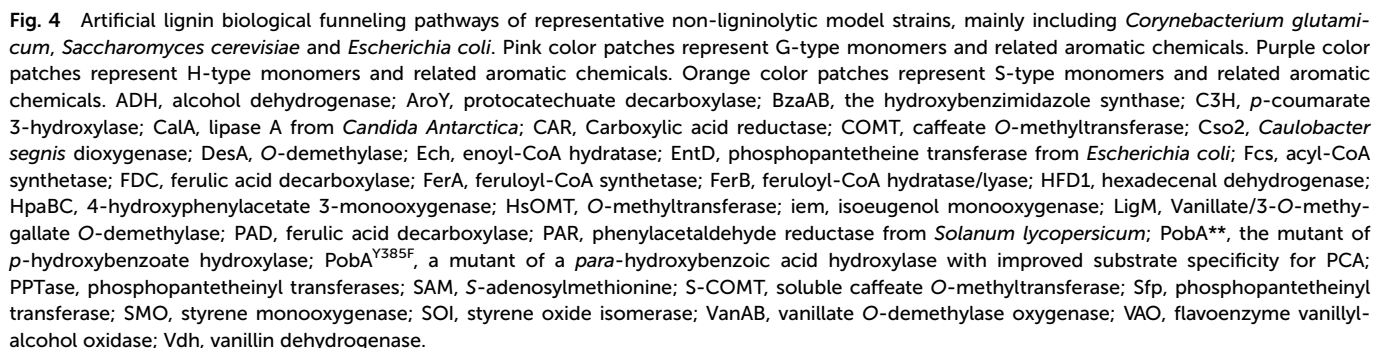 Fig. 4 Artificial lignin biological funneling pathways of representative non-ligninolytic model strains, mainly including Corynebacterium glutami-
cum, Saccharomyces cerevisiae and Escherichia coli. Pink color patches represent G-type monomers and related aromatic chemicals. Purple color
patches represent H-type monomers and related aromatic chemicals. Orange color patches represent S-type monomers and related aromatic
chemicals. ADH, alcohol dehydrogenase; AroY, protocatechuate decarboxylase; BzaAB, the hydroxybenzimidazole synthase; C3H, p-coumarate
3-hydroxylase; CalA, lipase A from Candida Antarctica; CAR, Carboxylic acid reductase; COMT, caffeate O-methyltransferase; Cso2, Caulobacter
segnis dioxygenase; DesA, O-demethylase; Ech, enoyl-CoA hydratase; EntD, phosphopantetheine transferase from Escherichia coli; Fcs, acyl-CoA
synthetase; FDC, ferulic acid decarboxylase; FerA, feruloyl-CoA synthetase; FerB, feruloyl-CoA hydratase/lyase; HFD1, hexadecenal dehydrogenase;
HpaBC, 4-hydroxyphenylacetate 3-monooxygenase; HsOMT, O-methyltransferase; iem, isoeugenol monooxygenase; LigM, Vanillate/3-O-methy-
gallate O-demethylase; PAD, ferulic acid decarboxylase; PAR, phenylacetaldehyde reductase from Solanum lycopersicum; PobA**, the mutant of
p-hydroxybenzoate hydroxylase; PobAY385F, a mutant of a para-hydroxybenzoic acid hydroxylase with improved substrate specificity for PCA;
PPTase, phosphopantetheinyl transferases; SAM, S-adenosylmethionine; S-COMT, soluble caffeate O-methyltransferase; Sfp, phosphopantetheinyl
transferase; SMO, styrene monooxygenase; SOI, styrene oxide isomerase; VanAB, vanillate O-demethylase oxygenase; VAO, flavoenzyme vanillyl-
alcohol oxidase; Vdh, vanillin dehydrogenase.